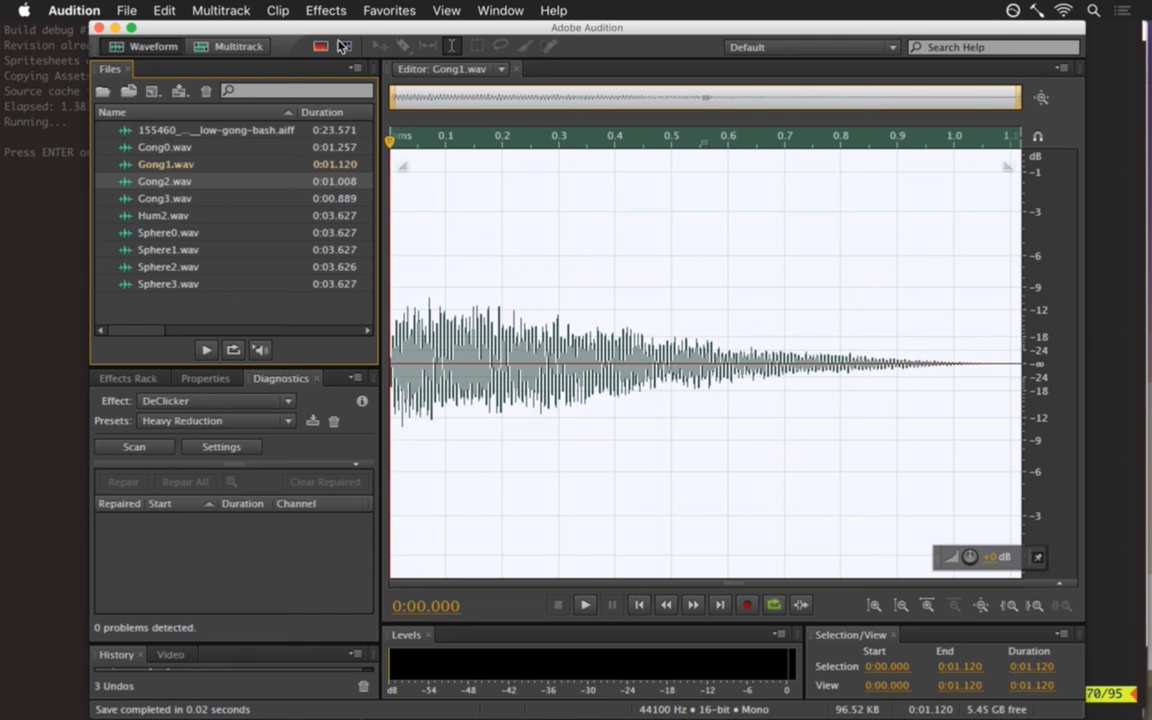 Audition File Edit Multitrack Clip Effects Favorites View Window Help
Build debug #
Revision alrea
Spritesheets
Copying Asset
Source cache
Elapsed: 1.38
Running...
Press ENTER or
Adobe Audition
Waveform Multitrack Default Search Help
Files
Name Duration
155460_...__low-gong-bash.aiff 0:23.571
Gong0.wav 0:01.257
Gong1.wav 0:01.120
Gong2.wav 0:01.008
Gong3.wav 0:00.889
Hum2.wav 0:03.627
Sphere0.wav 0:03.627
Sphere1.wav 0:03.627
Sphere2.wav 0:03.626
Sphere3.wav 0:03.627
Effects Rack Properties Diagnostics
Effect: DeClicker
Presets: Heavy Reduction
Scan Settings
Repair Repair All Clear Repaired
Repaired Start Duration Channel
0 problems detected.
History Video
3 Undos
Editor: Gong1.wav
ms 0.1 0.2 0.3 0.4 0.5 0.6 0.7 0.8 0.9 1.0 1.1
dB
-1
-3
-6
-9
-12
-18
-24
-∞
-24
-18
-12
-9
-6
-3
+0 dB
0:00.000
Levels
dB -54 -48 -42 -36 -30 -24 -18 -12 -6 0
Selection/View
Start End Duration
Selection 0:00.000 0:01.120 0:01.120
View 0:00.000 0:01.120 0:01.120
Save completed in 0.02 seconds 44100 Hz • 16-bit • Mono 96.52 KB 0:01.120 5.45 GB free
70/95